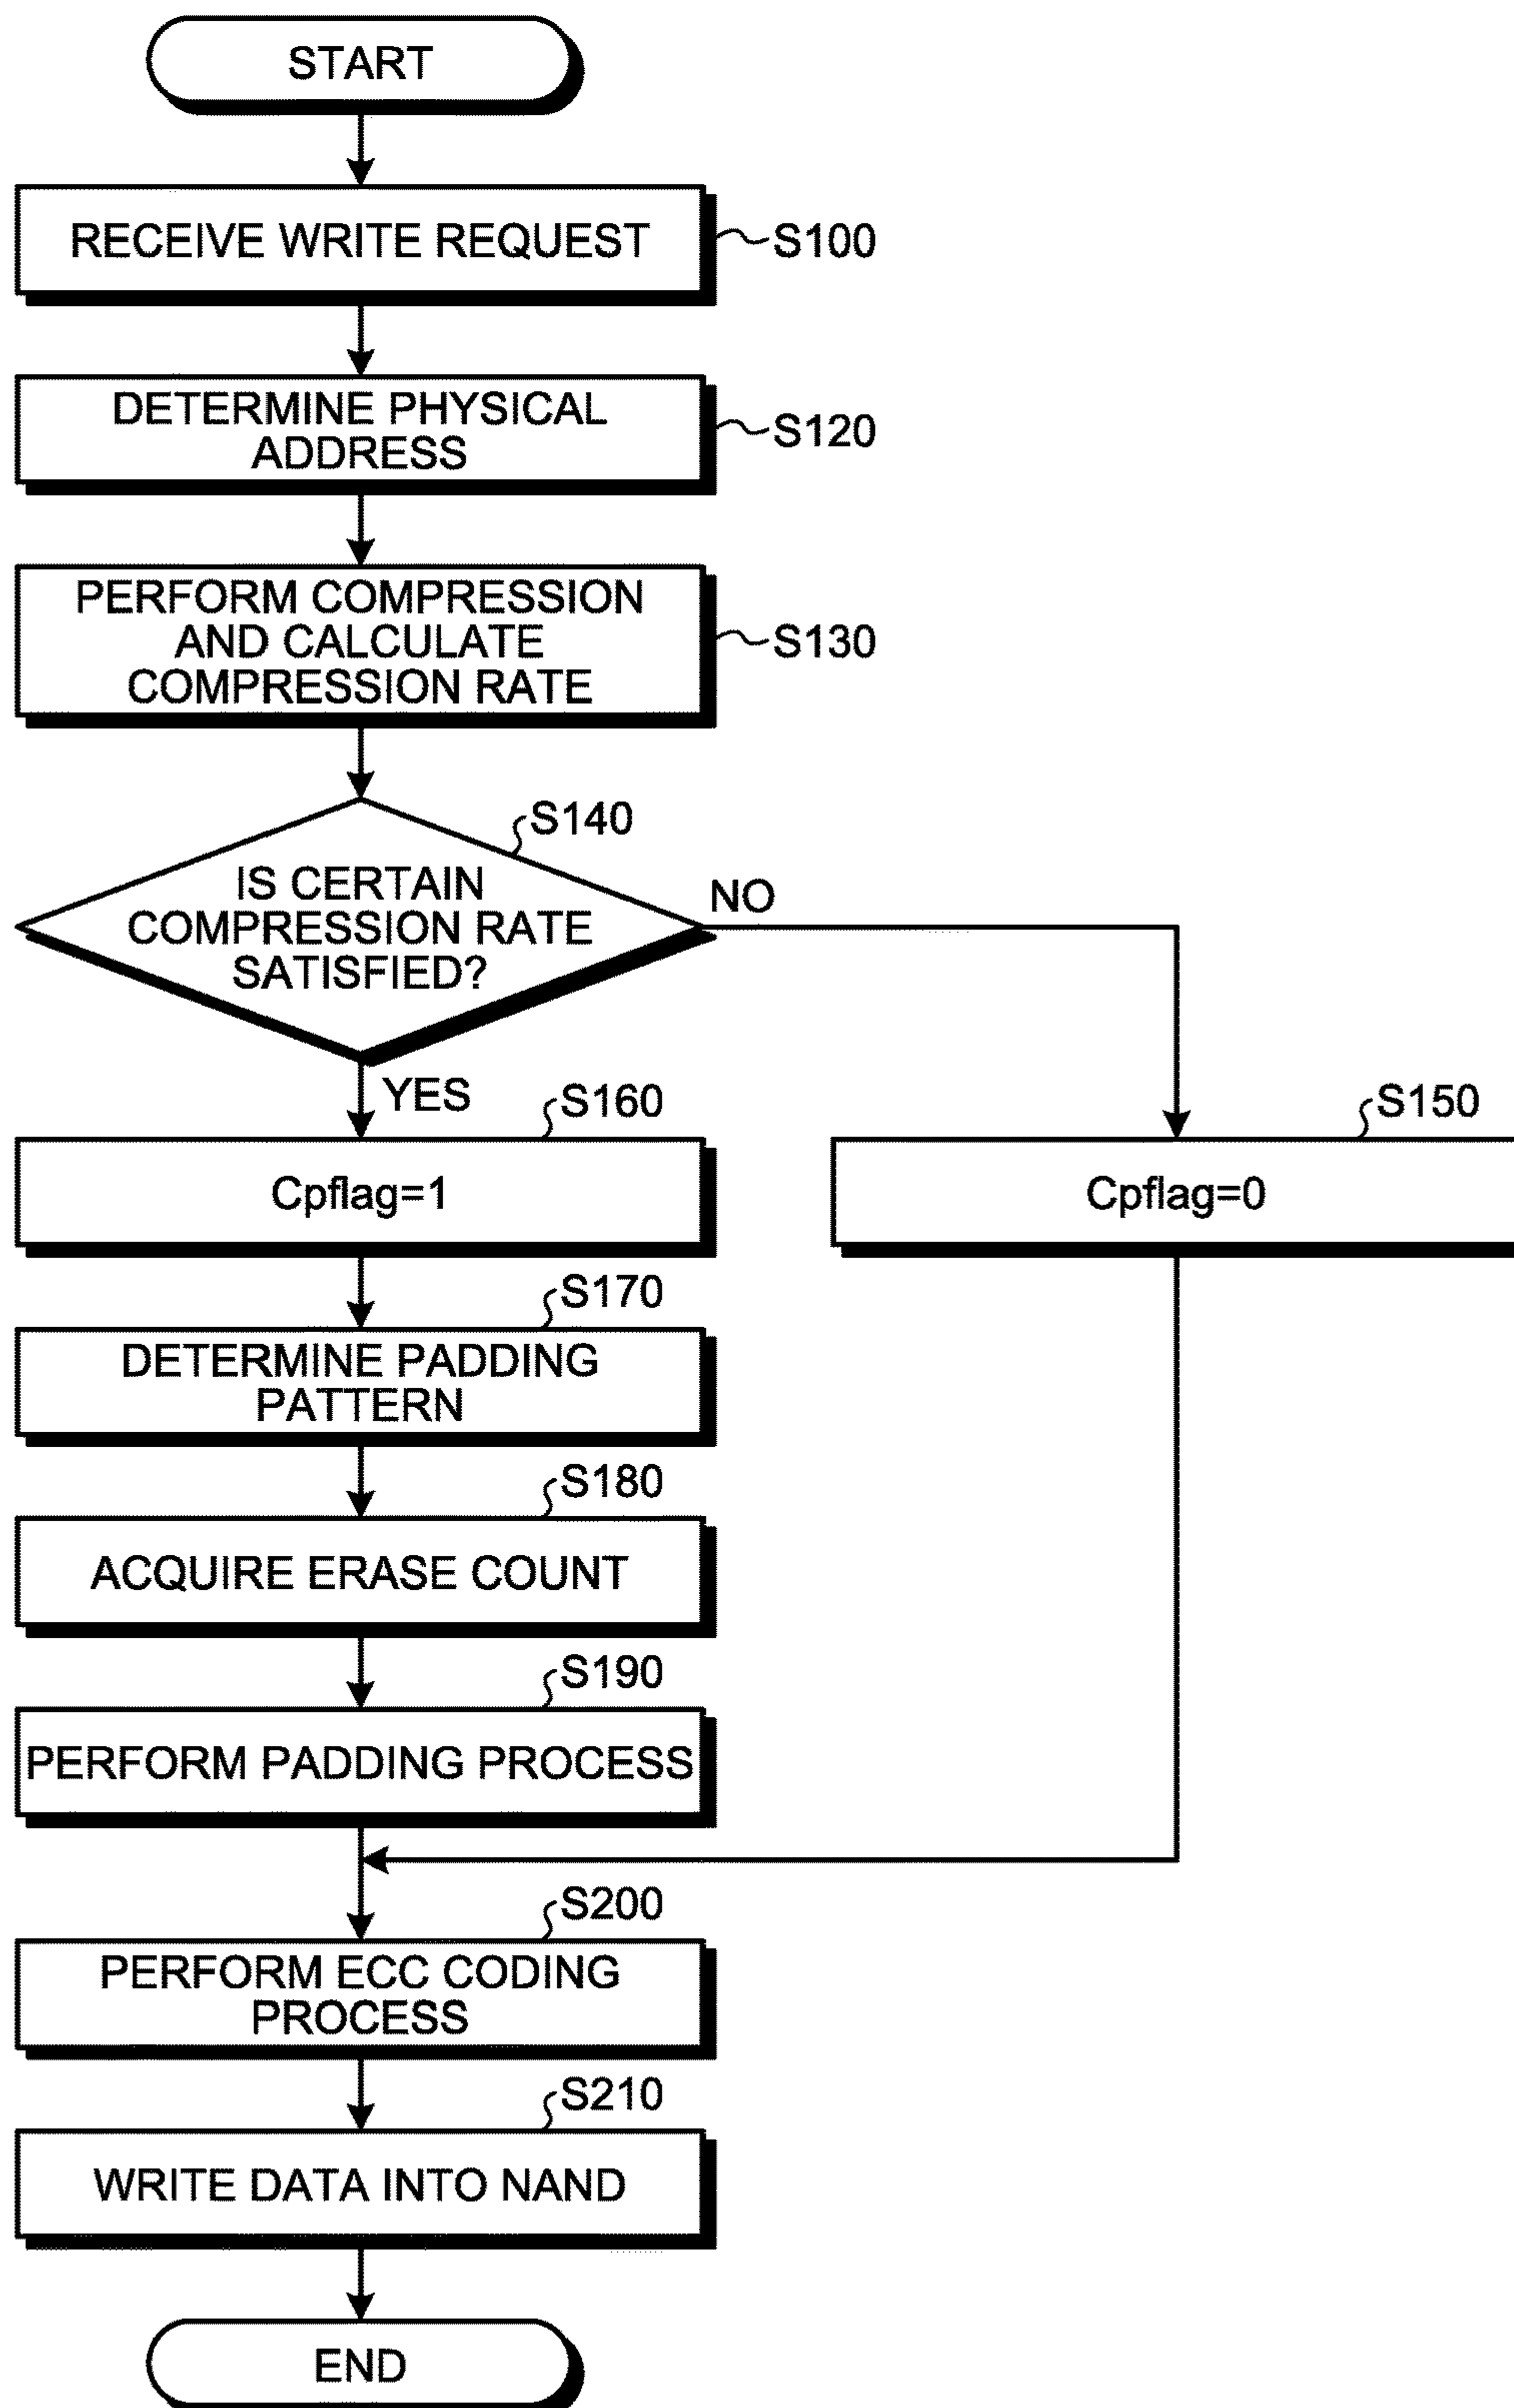 START
RECEIVE WRITE REQUEST
S100
DETERMINE PHYSICAL
ADDRESS
S120
PERFORM COMPRESSION
AND CALCULATE
COMPRESSION RATE
S130
S140
IS CERTAIN
COMPRESSION RATE
SATISFIED?
NO
YES
S160
Cpflag=1
S150
Cpflag=0
S170
DETERMINE PADDING
PATTERN
S180
ACQUIRE ERASE COUNT
S190
PERFORM PADDING PROCESS
S200
PERFORM ECC CODING
PROCESS
S210
WRITE DATA INTO NAND
END